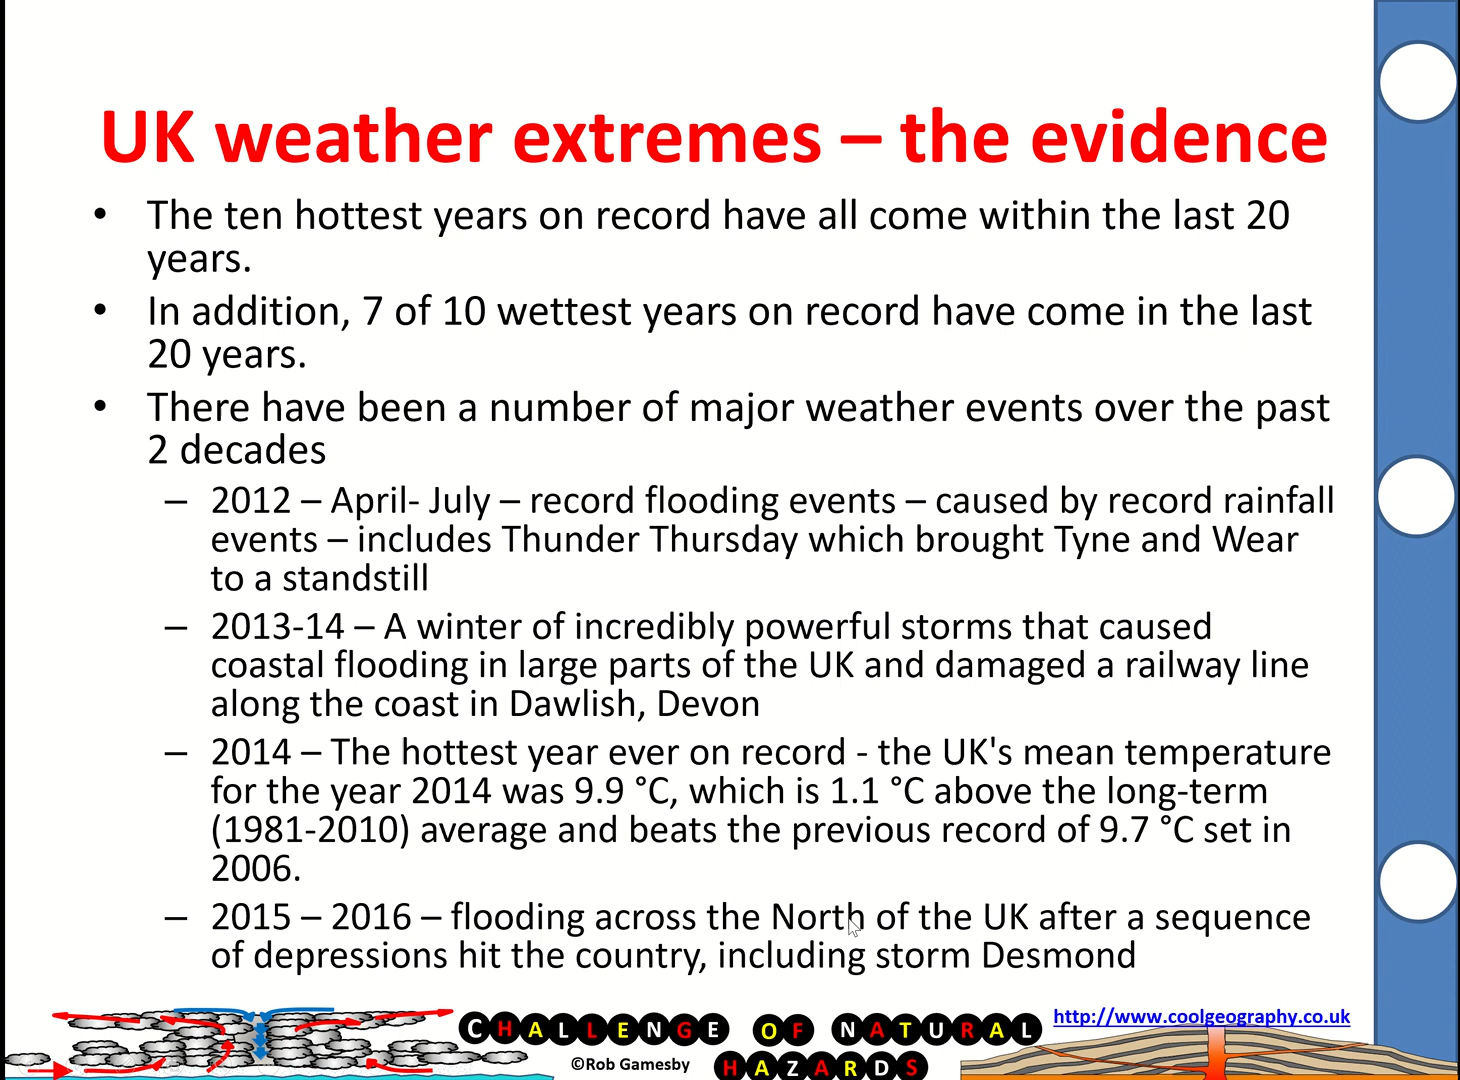 UK weather extremes – the evidence
• The ten hottest years on record have all come within the last 20
years.
• In addition, 7 of 10 wettest years on record have come in the last
20 years.
• There have been a number of major weather events over the past
2 decades
– 2012 – April- July – record flooding events – caused by record rainfall
events – includes Thunder Thursday which brought Tyne and Wear
to a standstill
– 2013-14 – A winter of incredibly powerful storms that caused
coastal flooding in large parts of the UK and damaged a railway line
along the coast in Dawlish, Devon
– 2014 – The hottest year ever on record - the UK's mean temperature
for the year 2014 was 9.9 °C, which is 1.1 °C above the long-term
(1981-2010) average and beats the previous record of 9.7 °C set in
2006.
– 2015 – 2016 – flooding across the North of the UK after a sequence
of depressions hit the country, including storm Desmond
CHALLENGE OF NATURAL
HAZARDS
©Rob Gamesby
http://www.coolgeography.co.uk